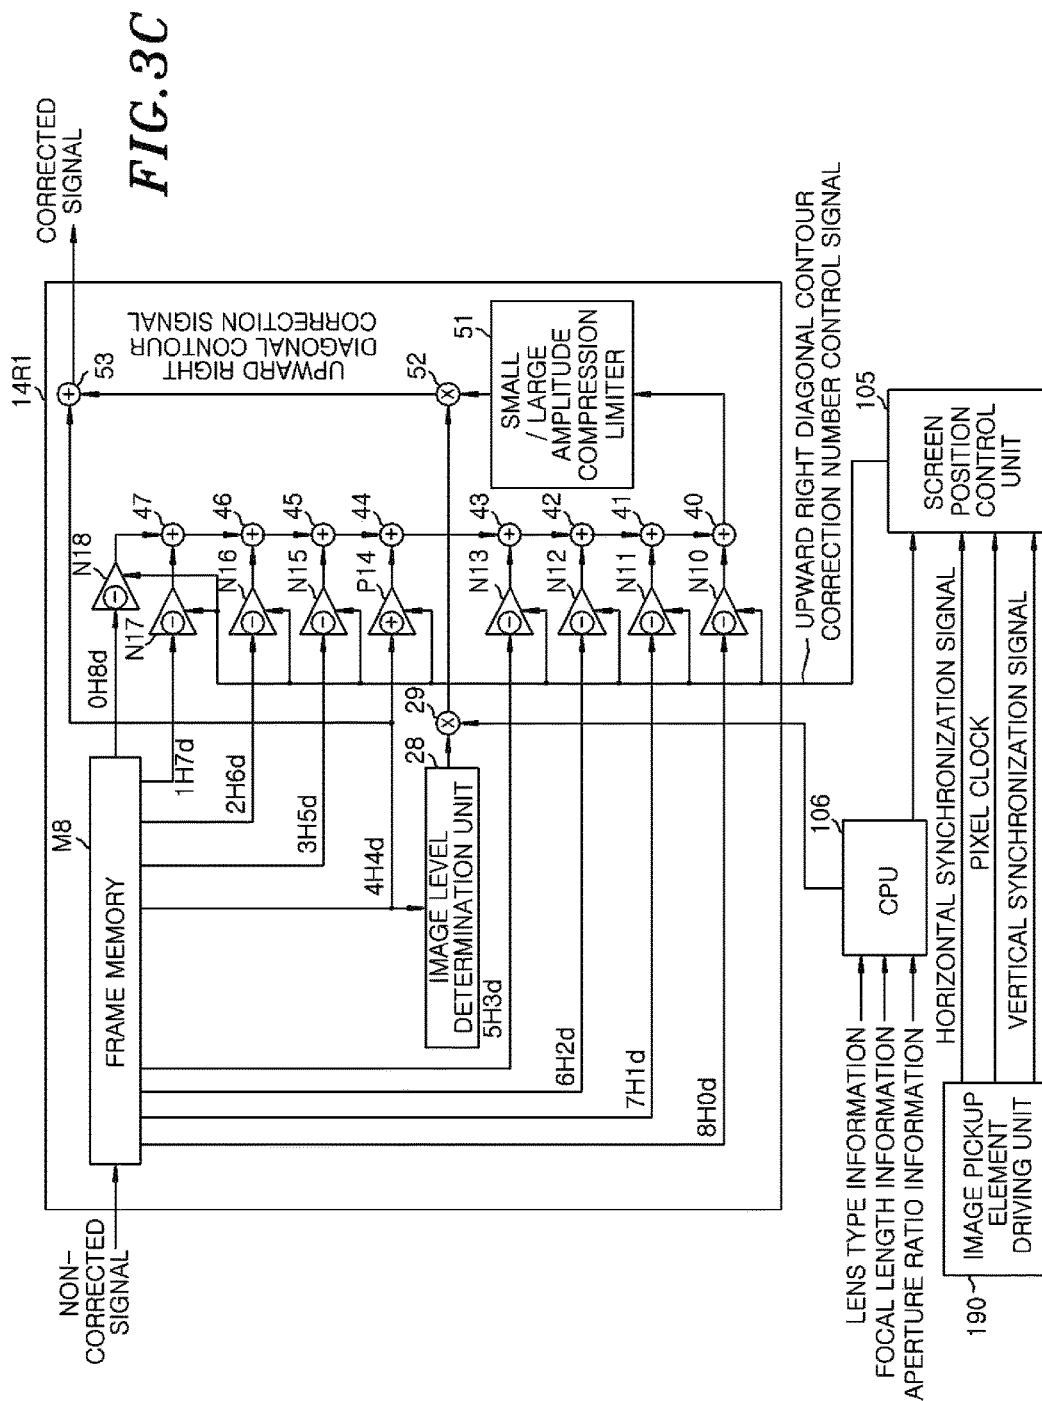 FIG.3C
CORRECTED
SIGNAL
14R1
53
UPWARD RIGHT
DIAGONAL CONTOUR
CORRECTION SIGNAL
52
51
SMALL
/ LARGE
AMPLITUDE
COMPRESSION
LIMITER
N18
47
46
45
44
43
42
41
40
N17
N16
N15
P14
N13
N12
N11
N10
+
+
+
+
+
+
+
+
+
−
−
−
−
+
−
−
−
−
×
×
0H8d
1H7d
2H6d
3H5d
4H4d
29
28
IMAGE LEVEL
DETERMINATION UNIT
5H3d
6H2d
7H1d
8H0d
M8
FRAME MEMORY
NON-
CORRECTED
SIGNAL
UPWARD RIGHT DIAGONAL CONTOUR
CORRECTION NUMBER CONTROL SIGNAL
105
SCREEN
POSITION
CONTROL
UNIT
106
CPU
HORIZONTAL SYNCHRONIZATION SIGNAL
PIXEL CLOCK
VERTICAL SYNCHRONIZATION SIGNAL
LENS TYPE INFORMATION
FOCAL LENGTH INFORMATION
APERTURE RATIO INFORMATION
190
IMAGE PICKUP
ELEMENT
DRIVING UNIT